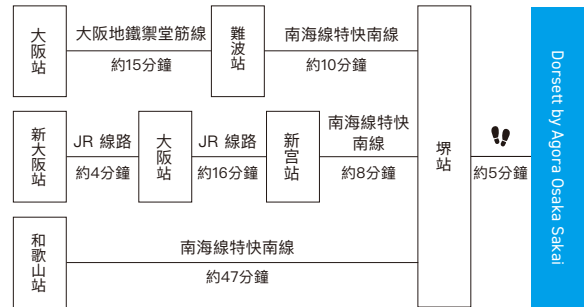 大阪站
大阪地鐵禦堂筋線
約15分鐘
難波站
南海線特快南線
約10分鐘
新大阪站
JR 線路
約4分鐘
大阪站
JR 線路
約16分鐘
新宮站
南海線特快
南線
約8分鐘
和歌山站
南海線特快南線
約47分鐘
堺站
約5分鐘
Dorsett by Agora Osaka Sakai